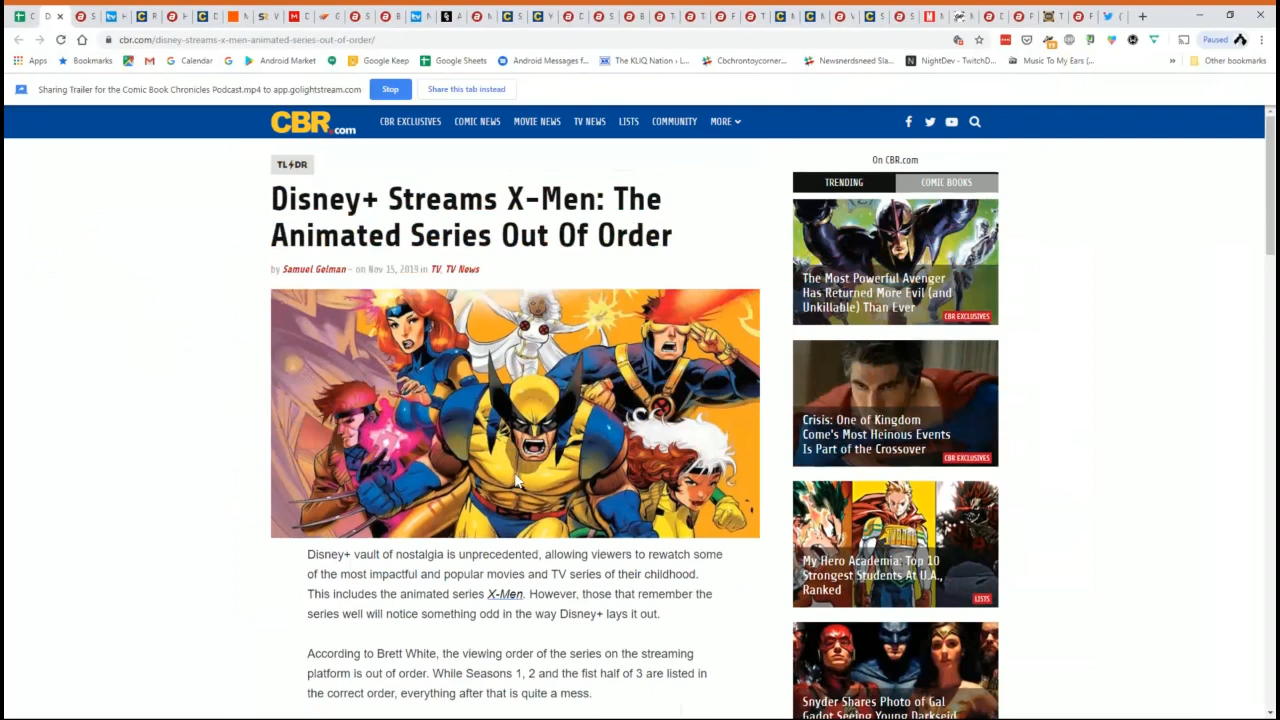 cbr.com/disney-streams-x-men-animated-series-out-of-order/
Paused
Apps
Bookmarks
Calendar
Android Market
Google Keep
Google Sheets
Android Messages f...
The KLIQ Nation › L...
Cbchrontoycorner...
Newsnerdsneed Sla...
NightDev – TwitchD...
Music To My Ears (...
»
Other bookmarks
Sharing Trailer for the Comic Book Chronicles Podcast.mp4 to app.golightstream.com
Stop
Share this tab instead
CBR.com
CBR EXCLUSIVES
COMIC NEWS
MOVIE NEWS
TV NEWS
LISTS
COMMUNITY
MORE
TL⚡DR
Disney+ Streams X-Men: The
Animated Series Out Of Order
by Samuel Gelman – on Nov 15, 2019 in TV, TV News
Disney+ vault of nostalgia is unprecedented, allowing viewers to rewatch some
of the most impactful and popular movies and TV series of their childhood.
This includes the animated series X-Men. However, those that remember the
series well will notice something odd in the way Disney+ lays it out.
According to Brett White, the viewing order of the series on the streaming
platform is out of order. While Seasons 1, 2 and the fist half of 3 are listed in
the correct order, everything after that is quite a mess.
On CBR.com
TRENDING
COMIC BOOKS
The Most Powerful Avenger
Has Returned More Evil (and
Unkillable) Than Ever
CBR EXCLUSIVES
Crisis: One of Kingdom
Come's Most Heinous Events
Is Part of the Crossover
CBR EXCLUSIVES
My Hero Academia: Top 10
Strongest Students At U.A.,
Ranked
LISTS
Snyder Shares Photo of Gal
Gadot Seeing Young Darkseid